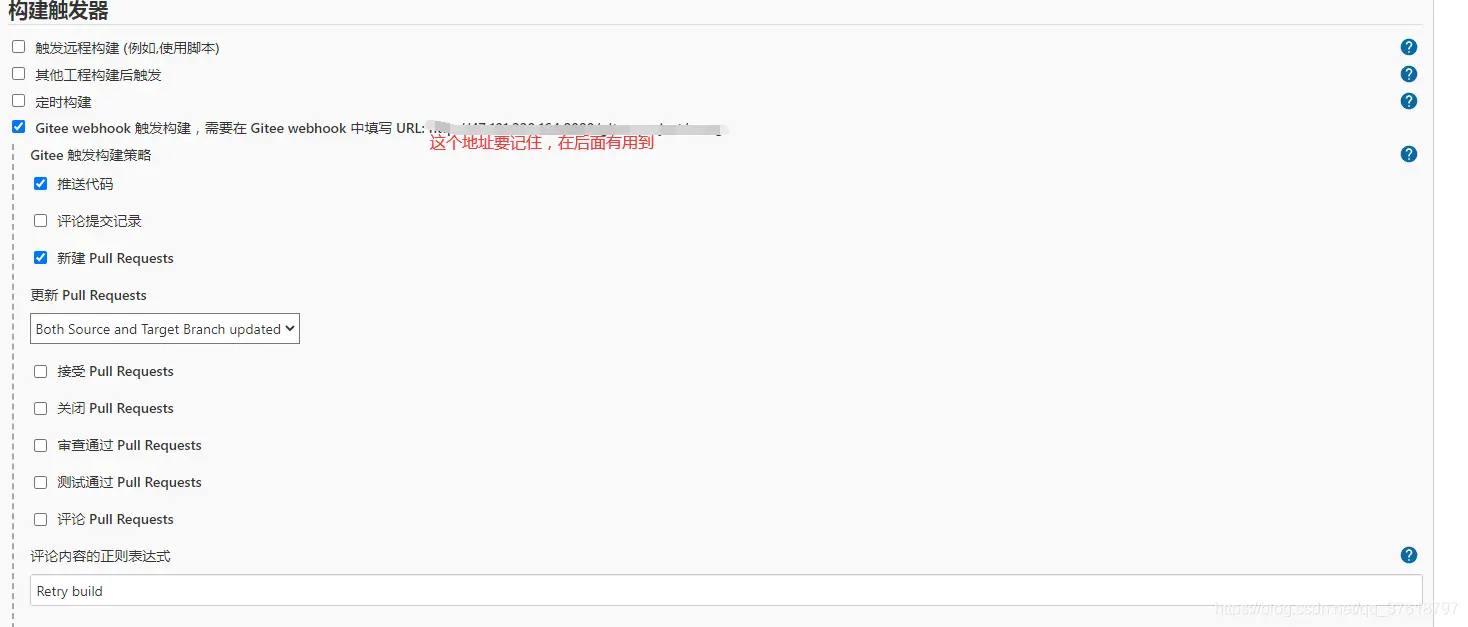 构建触发器
触发远程构建 (例如,使用脚本)
其他工程构建后触发
定时构建
Gitee webhook 触发构建，需要在 Gitee webhook 中填写 URL:
这个地址要记住，在后面有用到
Gitee 触发构建策略
推送代码
评论提交记录
新建 Pull Requests
更新 Pull Requests
Both Source and Target Branch updated
接受 Pull Requests
关闭 Pull Requests
审查通过 Pull Requests
测试通过 Pull Requests
评论 Pull Requests
评论内容的正则表达式
Retry build
https://blog.csdn.net/qq_37618797